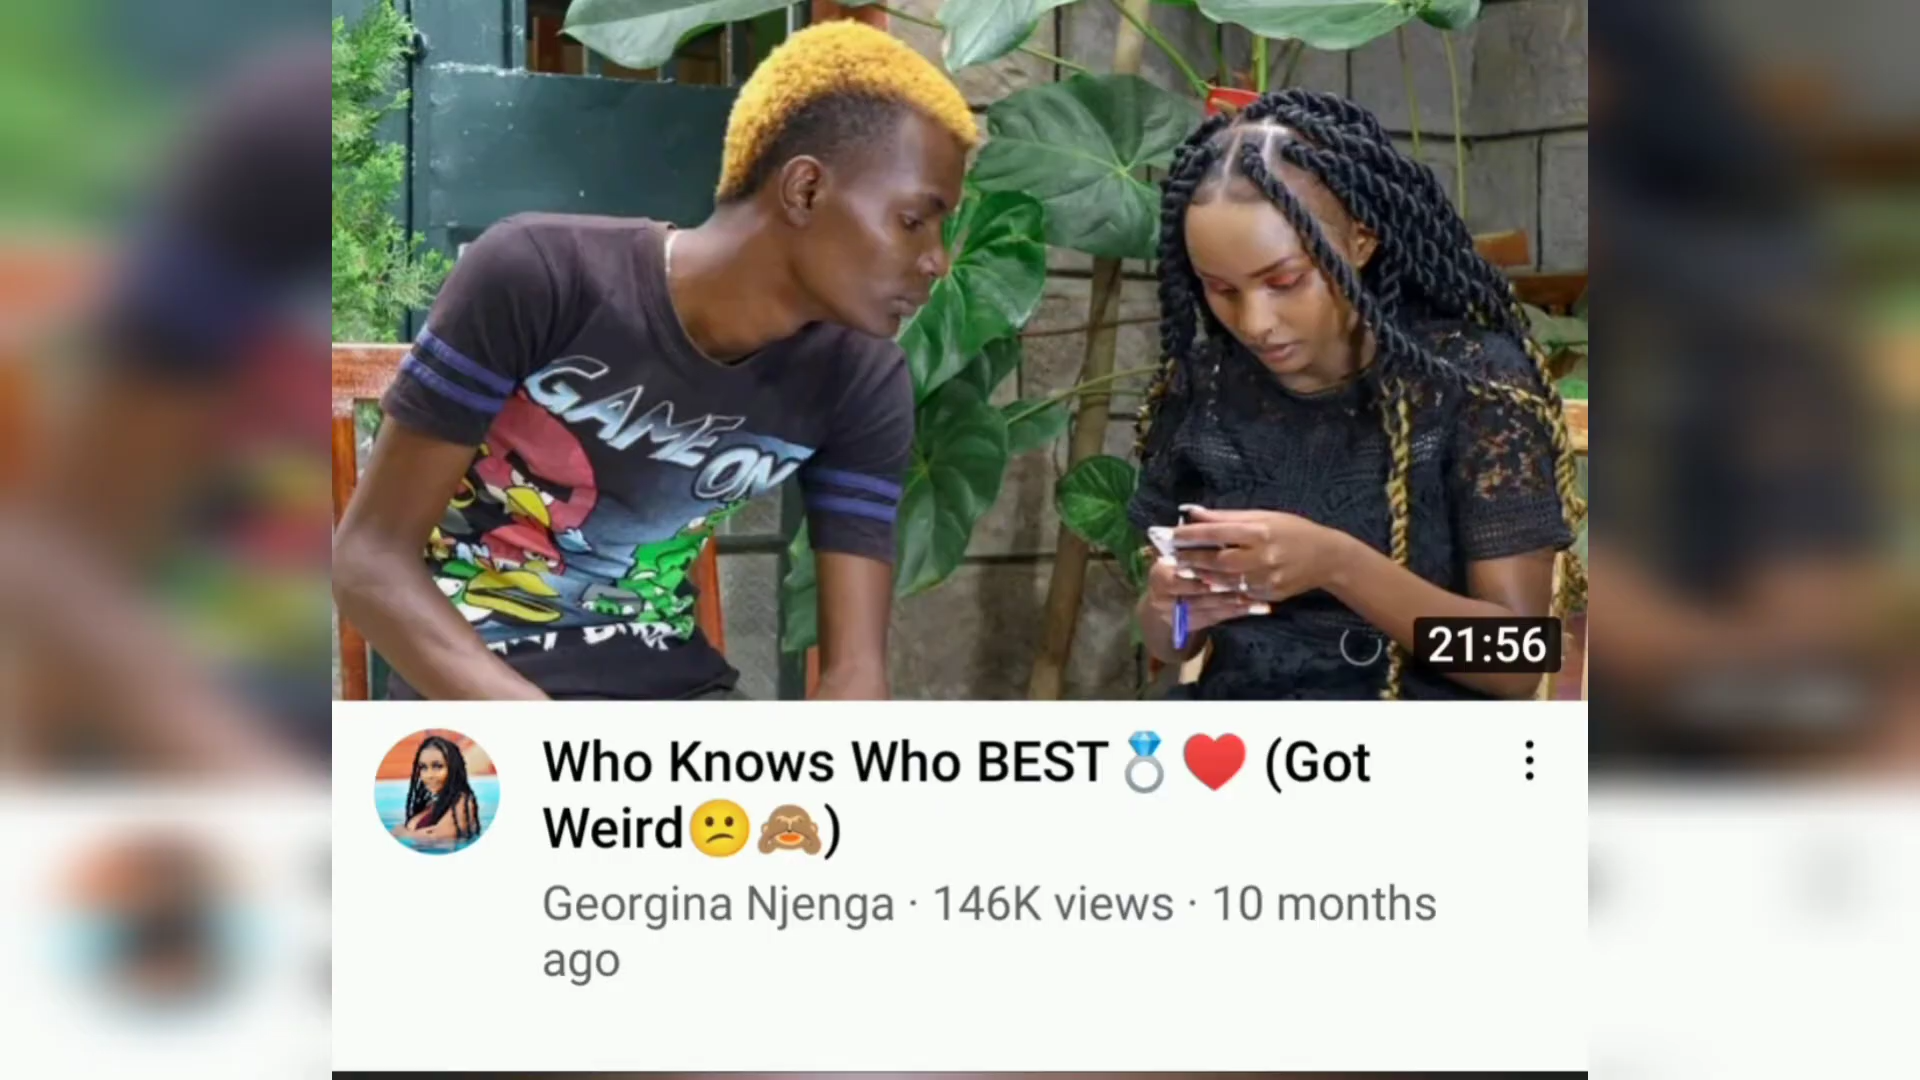 GAME ON
21:56
Who Knows Who BEST💍♥️ (Got
Weird😕🙈)
Georgina Njenga · 146K views · 10 months
ago